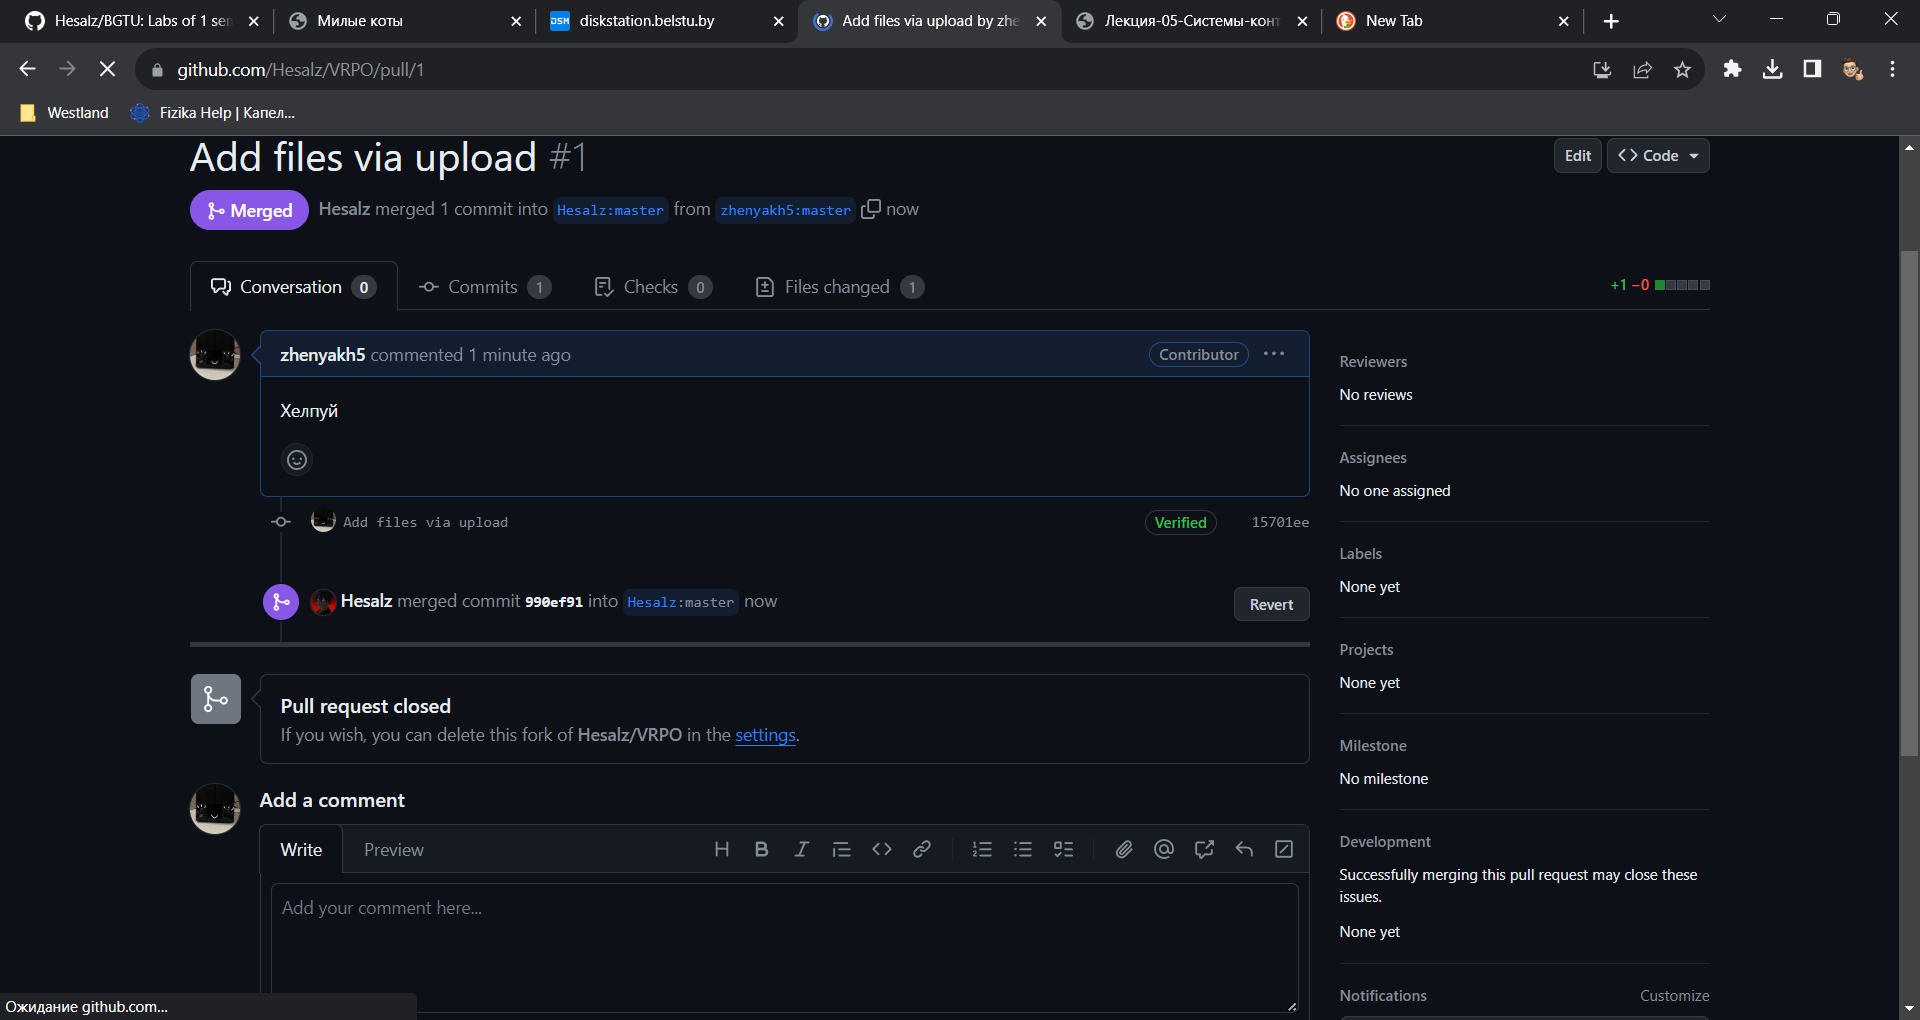 Hesalz/BGTU: Labs of 1 sem
Милые коты
diskstation.belstu.by
Add files via upload by zhe
Лекция-05-Системы-конт
New Tab
github.com/Hesalz/VRPO/pull/1
Westland
Fizika Help | Капел...
Add files via upload #1
Edit
<> Code
Merged
Hesalz merged 1 commit into Hesalz:master from zhenyakh5:master now
Conversation 0
Commits 1
Checks 0
Files changed 1
+1 −0
zhenyakh5 commented 1 minute ago
Contributor
Хелпуй
Add files via upload
Verified
15701ee
Hesalz merged commit 990ef91 into Hesalz:master now
Revert
Pull request closed
If you wish, you can delete this fork of Hesalz/VRPO in the settings.
Add a comment
Write
Preview
Add your comment here...
Reviewers
No reviews
Assignees
No one assigned
Labels
None yet
Projects
None yet
Milestone
No milestone
Development
Successfully merging this pull request may close these
issues.
None yet
Notifications
Customize
Ожидание github.com...